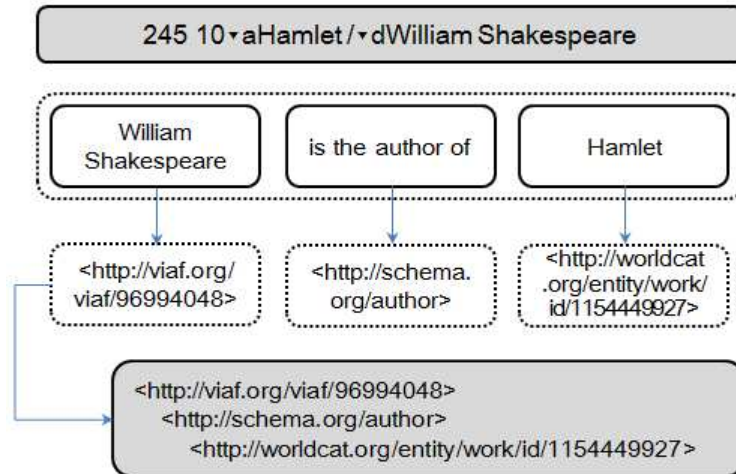 245 10▾aHamlet /▾dWilliam Shakespeare
William
Shakespeare
is the author of
Hamlet
<http://viaf.org/
viaf/96994048>
<http://schema.
org/author>
<http://worldcat
.org/entity/work/
id/1154449927>
<http://viaf.org/viaf/96994048>
<http://schema.org/author>
<http://worldcat.org/entity/work/id/1154449927>